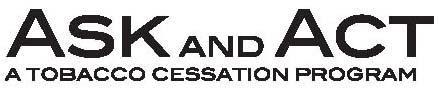 ASK AND ACT
A TOBACCO CESSATION PROGRAM